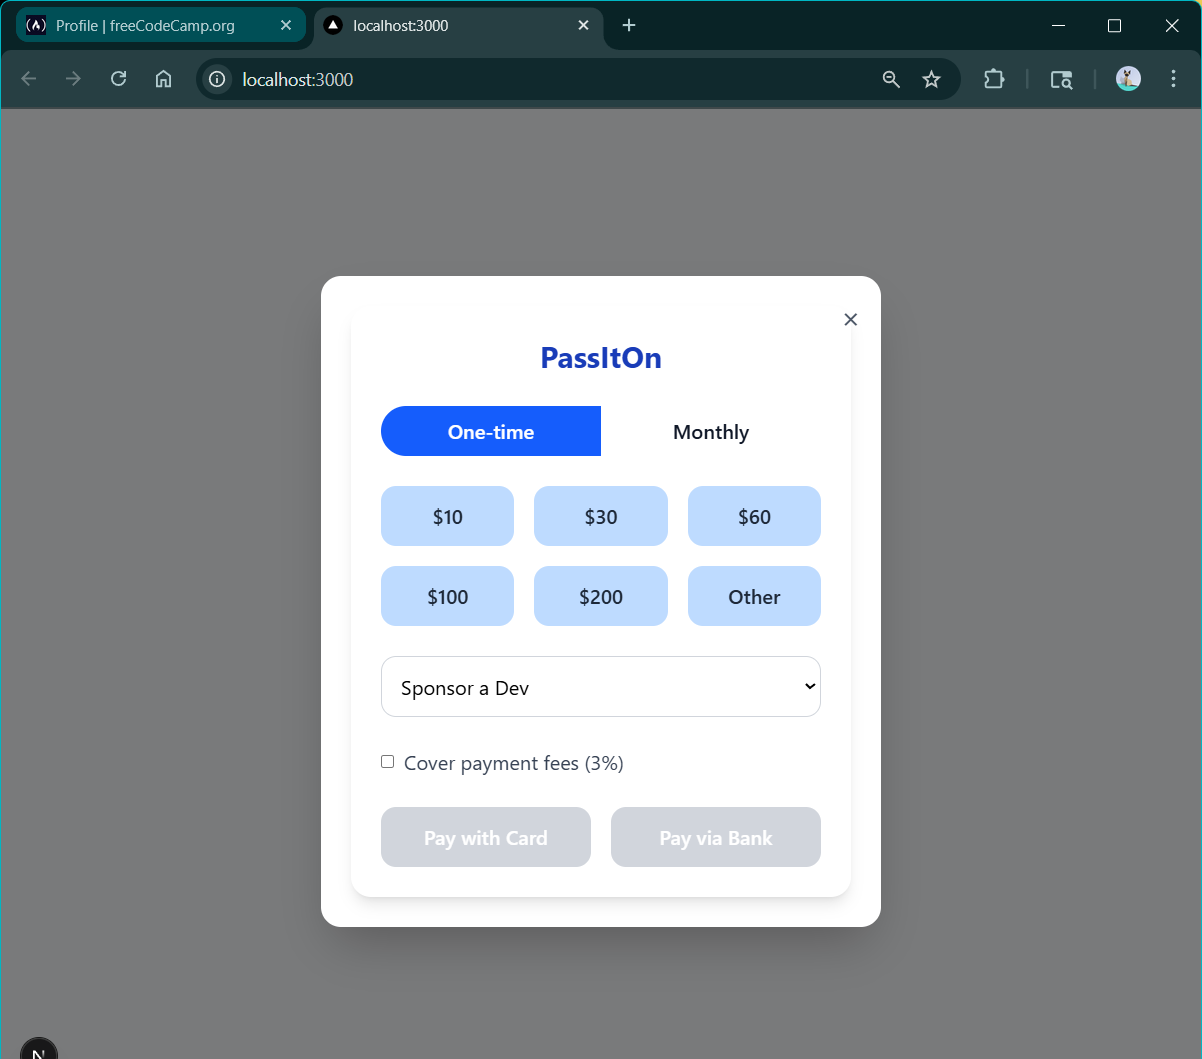 Profile | freeCodeCamp.org
localhost:3000
localhost:3000
PassItOn
One-time Monthly
$10 $30 $60
$100 $200 Other
Sponsor a Dev
Cover payment fees (3%)
Pay with Card Pay via Bank
N